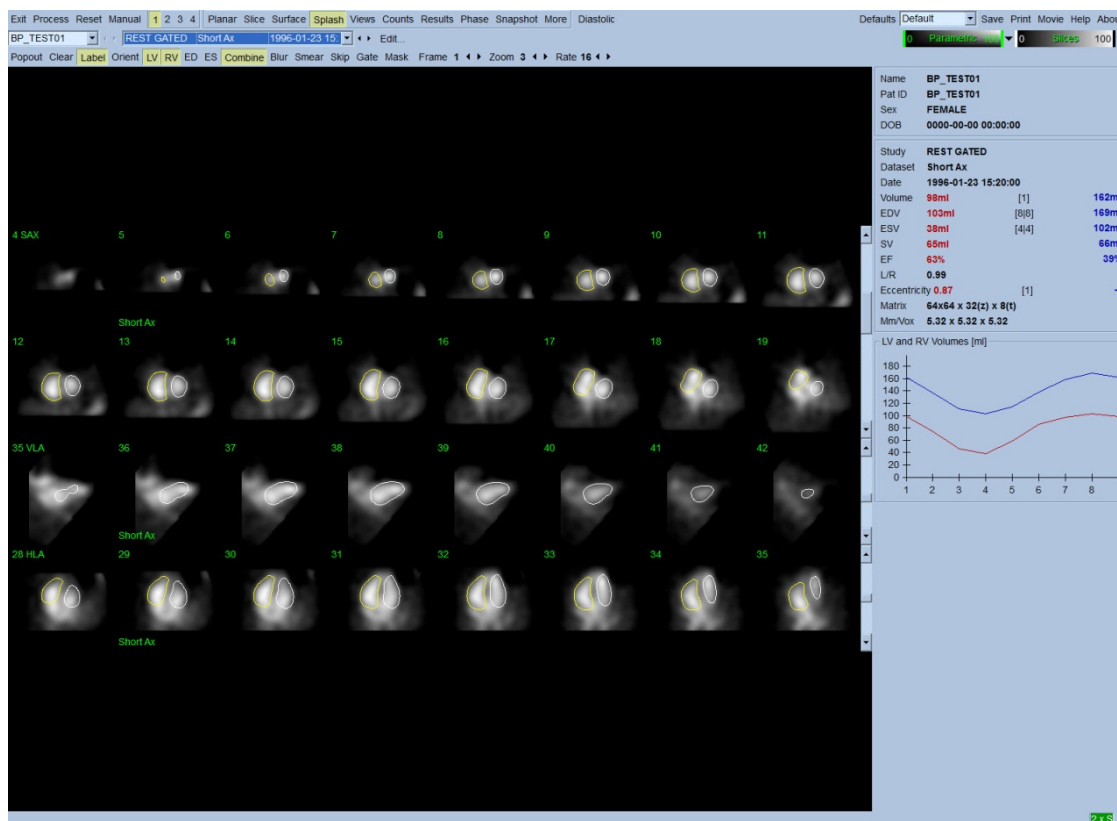 Exit Process Reset Manual 1 2 3 4 Planar Slice Surface Splash Views Counts Results Phase Snapshot More Diastolic Defaults Default Save Print Movie Help Abou
BP_TEST01 REST GATED Short Ax 1996-01-23 15: Edit... 0 Parametric 100 0 Slices 100
Popout Clear Label Orient LV RV ED ES Combine Blur Smear Skip Gate Mask Frame 1 Zoom 3 Rate 16
Name BP_TEST01
Pat ID BP_TEST01
Sex FEMALE
DOB 0000-00-00 00:00:00
Study REST GATED
Dataset Short Ax
Date 1996-01-23 15:20:00
Volume 98ml [1] 162m
EDV 103ml [8|8] 169m
ESV 38ml [4|4] 102m
SV 65ml 66m
EF 63% 39%
L/R 0.99
Eccentricity 0.87 [1] -
Matrix 64x64 x 32(z) x 8(t)
Mm/Vox 5.32 x 5.32 x 5.32
LV and RV Volumes [ml]
180
160
140
120
100
80
60
40
20
0
1 2 3 4 5 6 7 8
4 SAX 5 6 7 8 9 10 11
Short Ax
12 13 14 15 16 17 18 19
35 VLA 36 37 38 39 40 41 42
Short Ax
28 HLA 29 30 31 32 33 34 35
Short Ax
2 x S